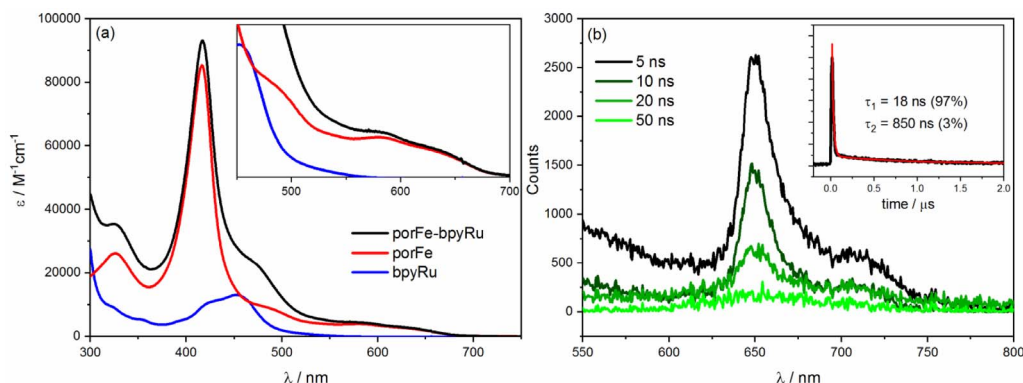 (a)
100000
80000
60000
40000
20000
0
ε / M⁻¹cm⁻¹
300 400 500 600 700
λ / nm
500 600 700
porFe-bpyRu
porFe
bpyRu
(b)
3000
2500
2000
1500
1000
500
0
Counts
550 600 650 700 750 800
λ / nm
5 ns
10 ns
20 ns
50 ns
τ₁ = 18 ns (97%)
τ₂ = 850 ns (3%)
0.0 0.5 1.0 1.5 2.0
time / μs